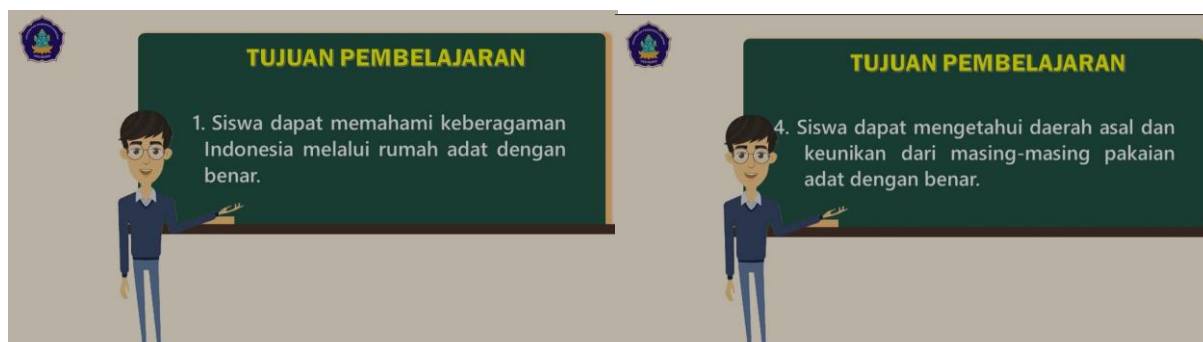 TUJUAN PEMBELAJARAN
1. Siswa dapat memahami keberagaman
Indonesia melalui rumah adat dengan
benar.
TUJUAN PEMBELAJARAN
4. Siswa dapat mengetahui daerah asal dan
keunikan dari masing-masing pakaian
adat dengan benar.